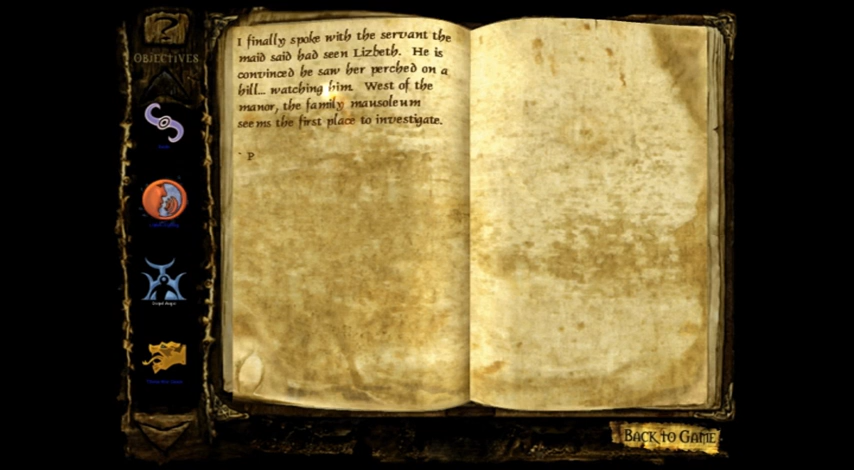 OBJECTIVES
I finally spoke with the servant the
maid said had seen Lizbeth. He is
convinced he saw her perched on a
hill... watching him. West of the
manor, the family mausoleum
seems the first place to investigate.
~ P
BACK TO GAME